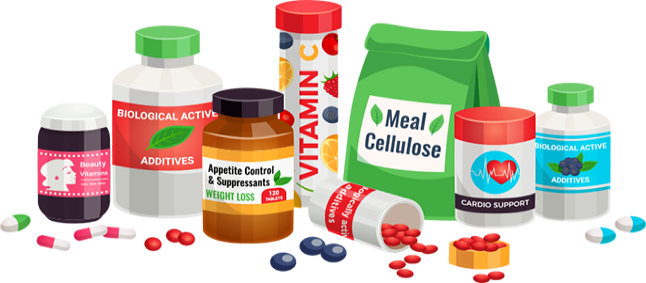 Beauty
Vitamins
BIOLOGICAL ACTIVE
ADDITIVES
Appetite Control
& Suppressants
WEIGHT LOSS
120
TABLETS
VITAMIN C
Meal
Cellulose
additives
CARDIO SUPPORT
BIOLOGICAL ACTIVE
ADDITIVES